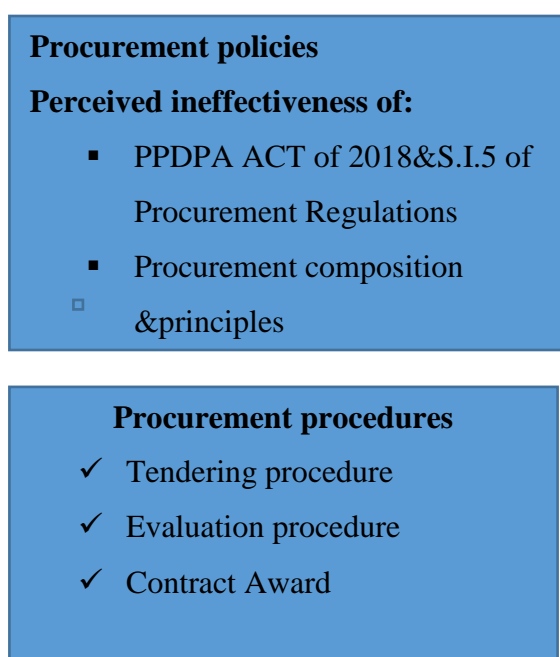 Procurement policies
Perceived ineffectiveness of:
▪ PPDPA ACT of 2018&S.I.5 of
Procurement Regulations
▪ Procurement composition
&principles
Procurement procedures
✓ Tendering procedure
✓ Evaluation procedure
✓ Contract Award